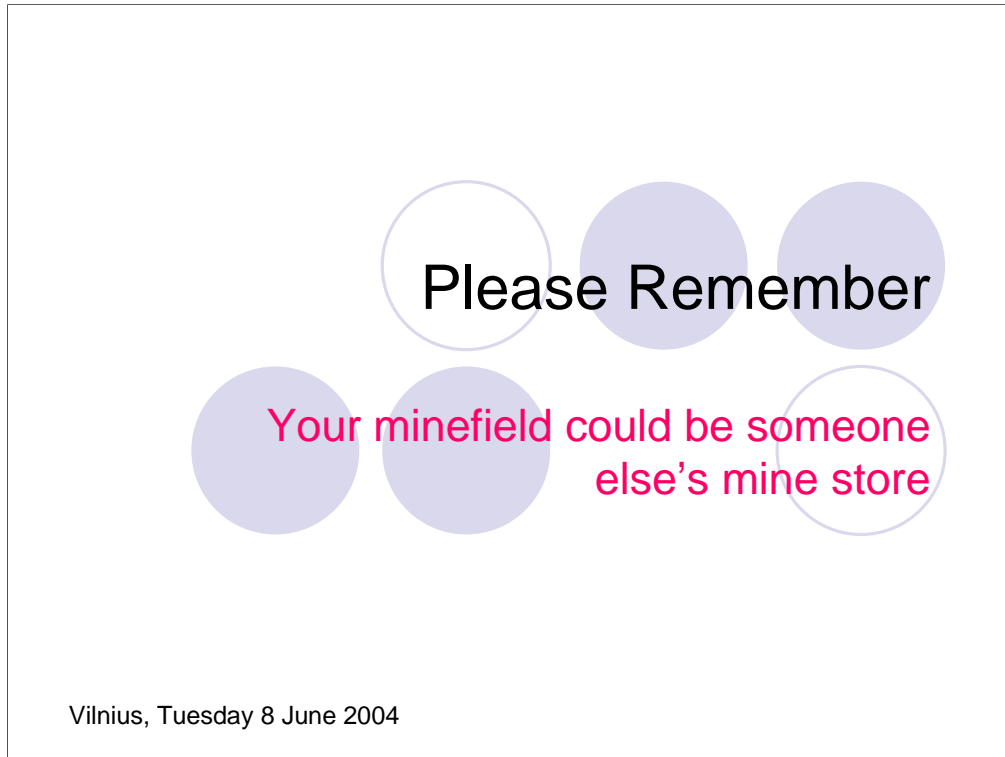 Please Remember
Your minefield could be someone
else’s mine store
Vilnius, Tuesday 8 June 2004